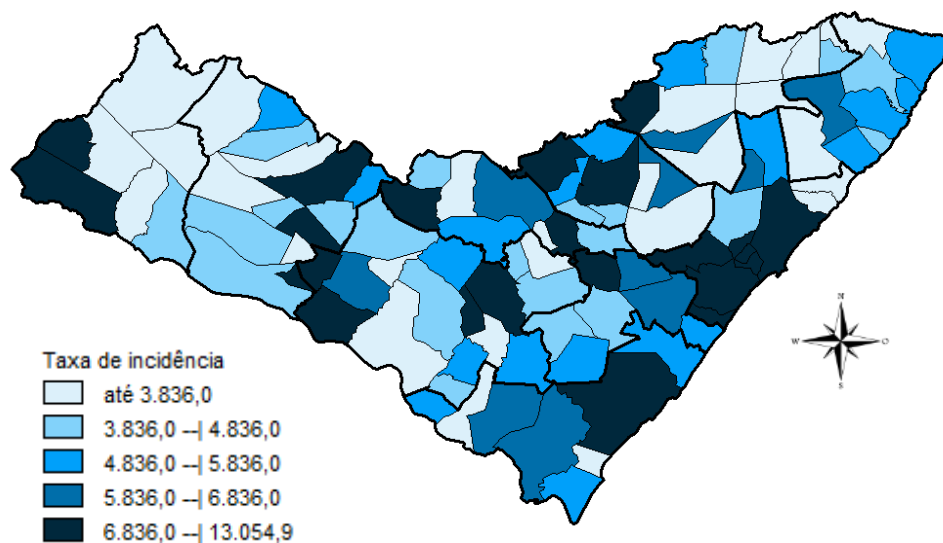 N
W
O
S
Taxa de incidência
até 3.836,0
3.836,0 --| 4.836,0
4.836,0 --| 5.836,0
5.836,0 --| 6.836,0
6.836,0 --| 13.054,9